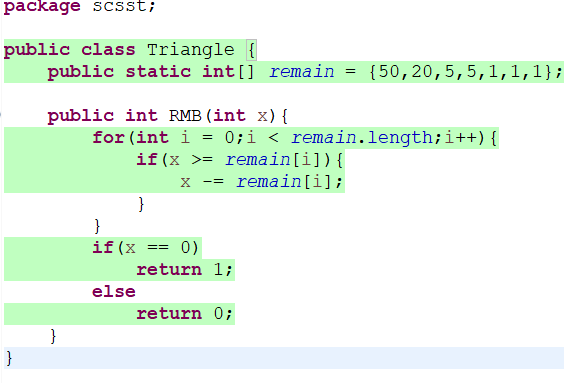 package scsst;
public class Triangle {
    public static int[] remain = {50,20,5,5,1,1,1};
    public int RMB(int x){
        for(int i = 0;i < remain.length;i++){
            if(x >= remain[i]){
                x -= remain[i];
            }
        }
        if(x == 0)
            return 1;
        else
            return 0;
    }
}